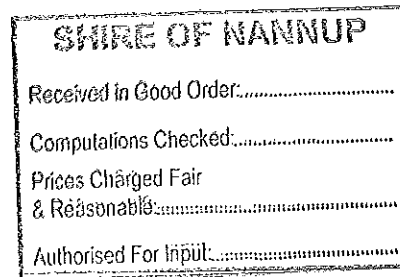 SHIRE OF NANNUP
Received in Good Order:..............................
Computations Checked:..............................
Prices Charged Fair
& Reasonable:..............................
Authorised For Input:..............................